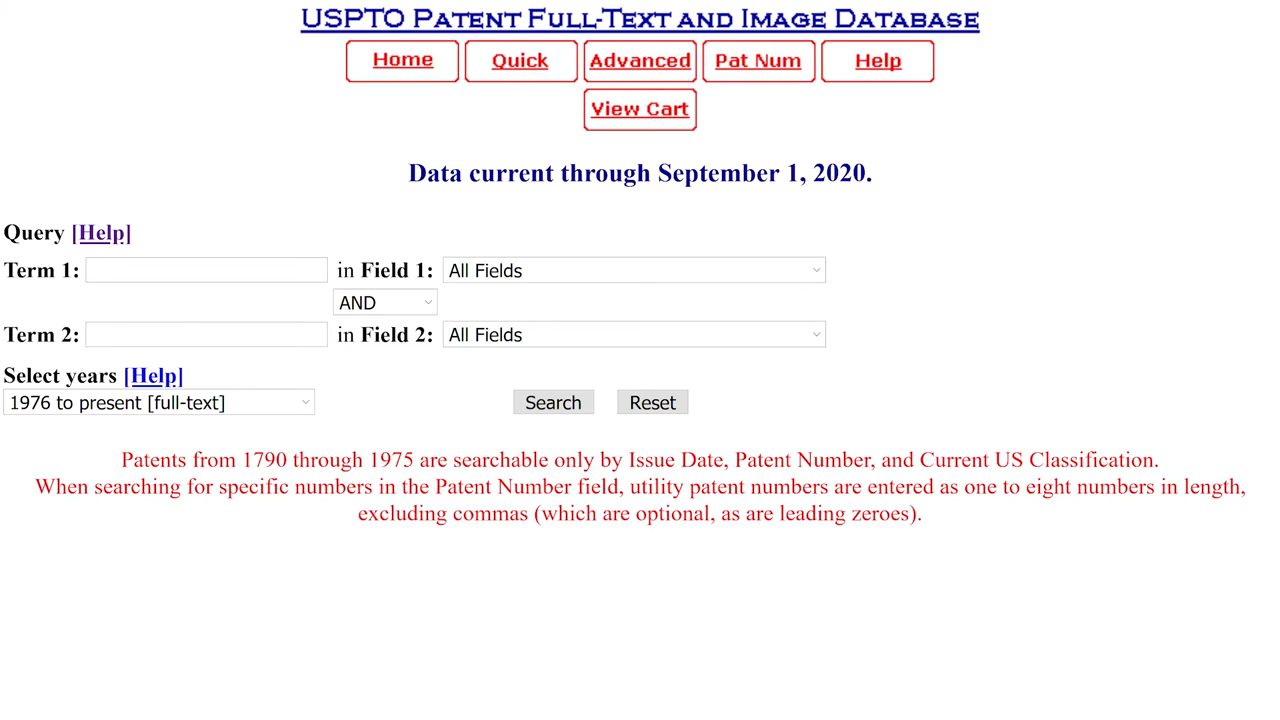 USPTO PATENT FULL-TEXT AND IMAGE DATABASE
Home Quick Advanced Pat Num Help
View Cart
Data current through September 1, 2020.
Query [Help]
Term 1: in Field 1: All Fields
AND
Term 2: in Field 2: All Fields
Select years [Help]
1976 to present [full-text] Search Reset
Patents from 1790 through 1975 are searchable only by Issue Date, Patent Number, and Current US Classification.
When searching for specific numbers in the Patent Number field, utility patent numbers are entered as one to eight numbers in length,
excluding commas (which are optional, as are leading zeroes).